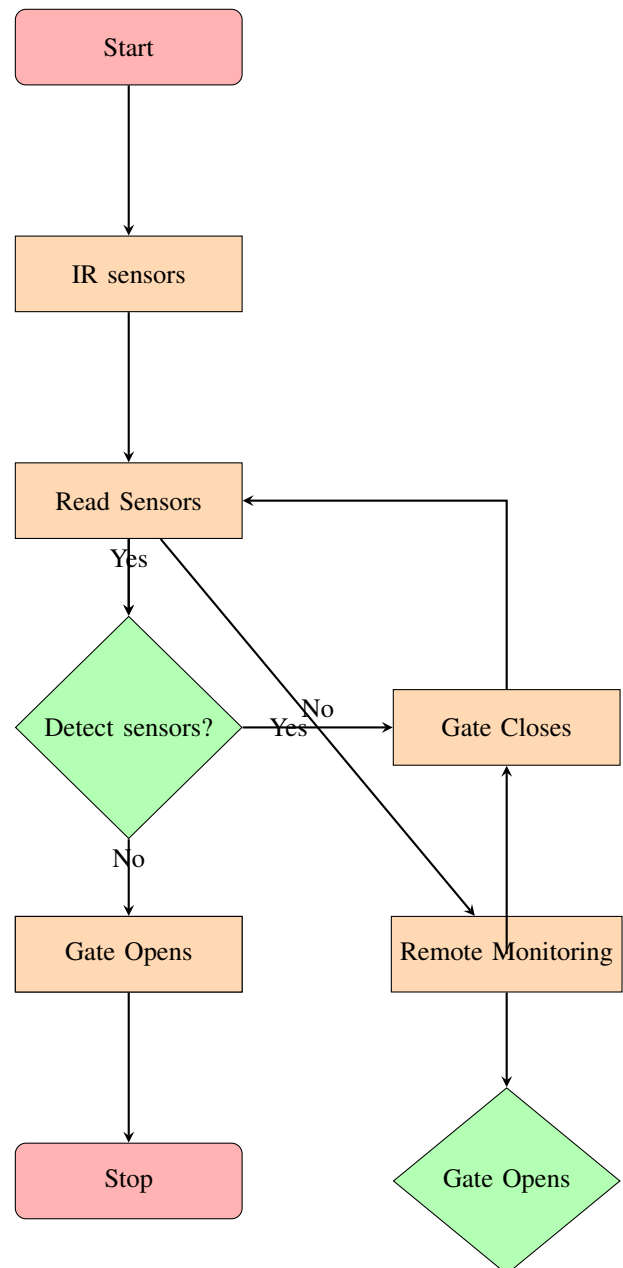 Start
IR sensors
Read Sensors
Yes
No
Detect sensors?
Yes
Gate Closes
No
Gate Opens
Remote Monitoring
Stop
Gate Opens